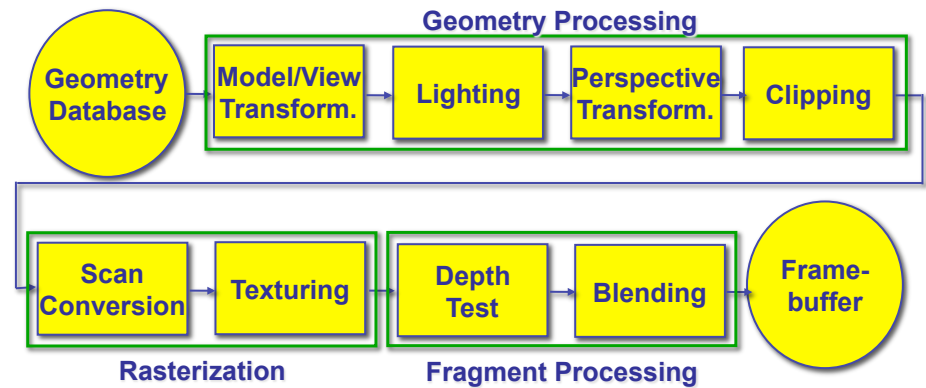 Geometry Processing
Geometry
Database
Model/View
Transform.
Lighting
Perspective
Transform.
Clipping
Scan
Conversion
Texturing
Depth
Test
Blending
Frame-
buffer
Rasterization
Fragment Processing